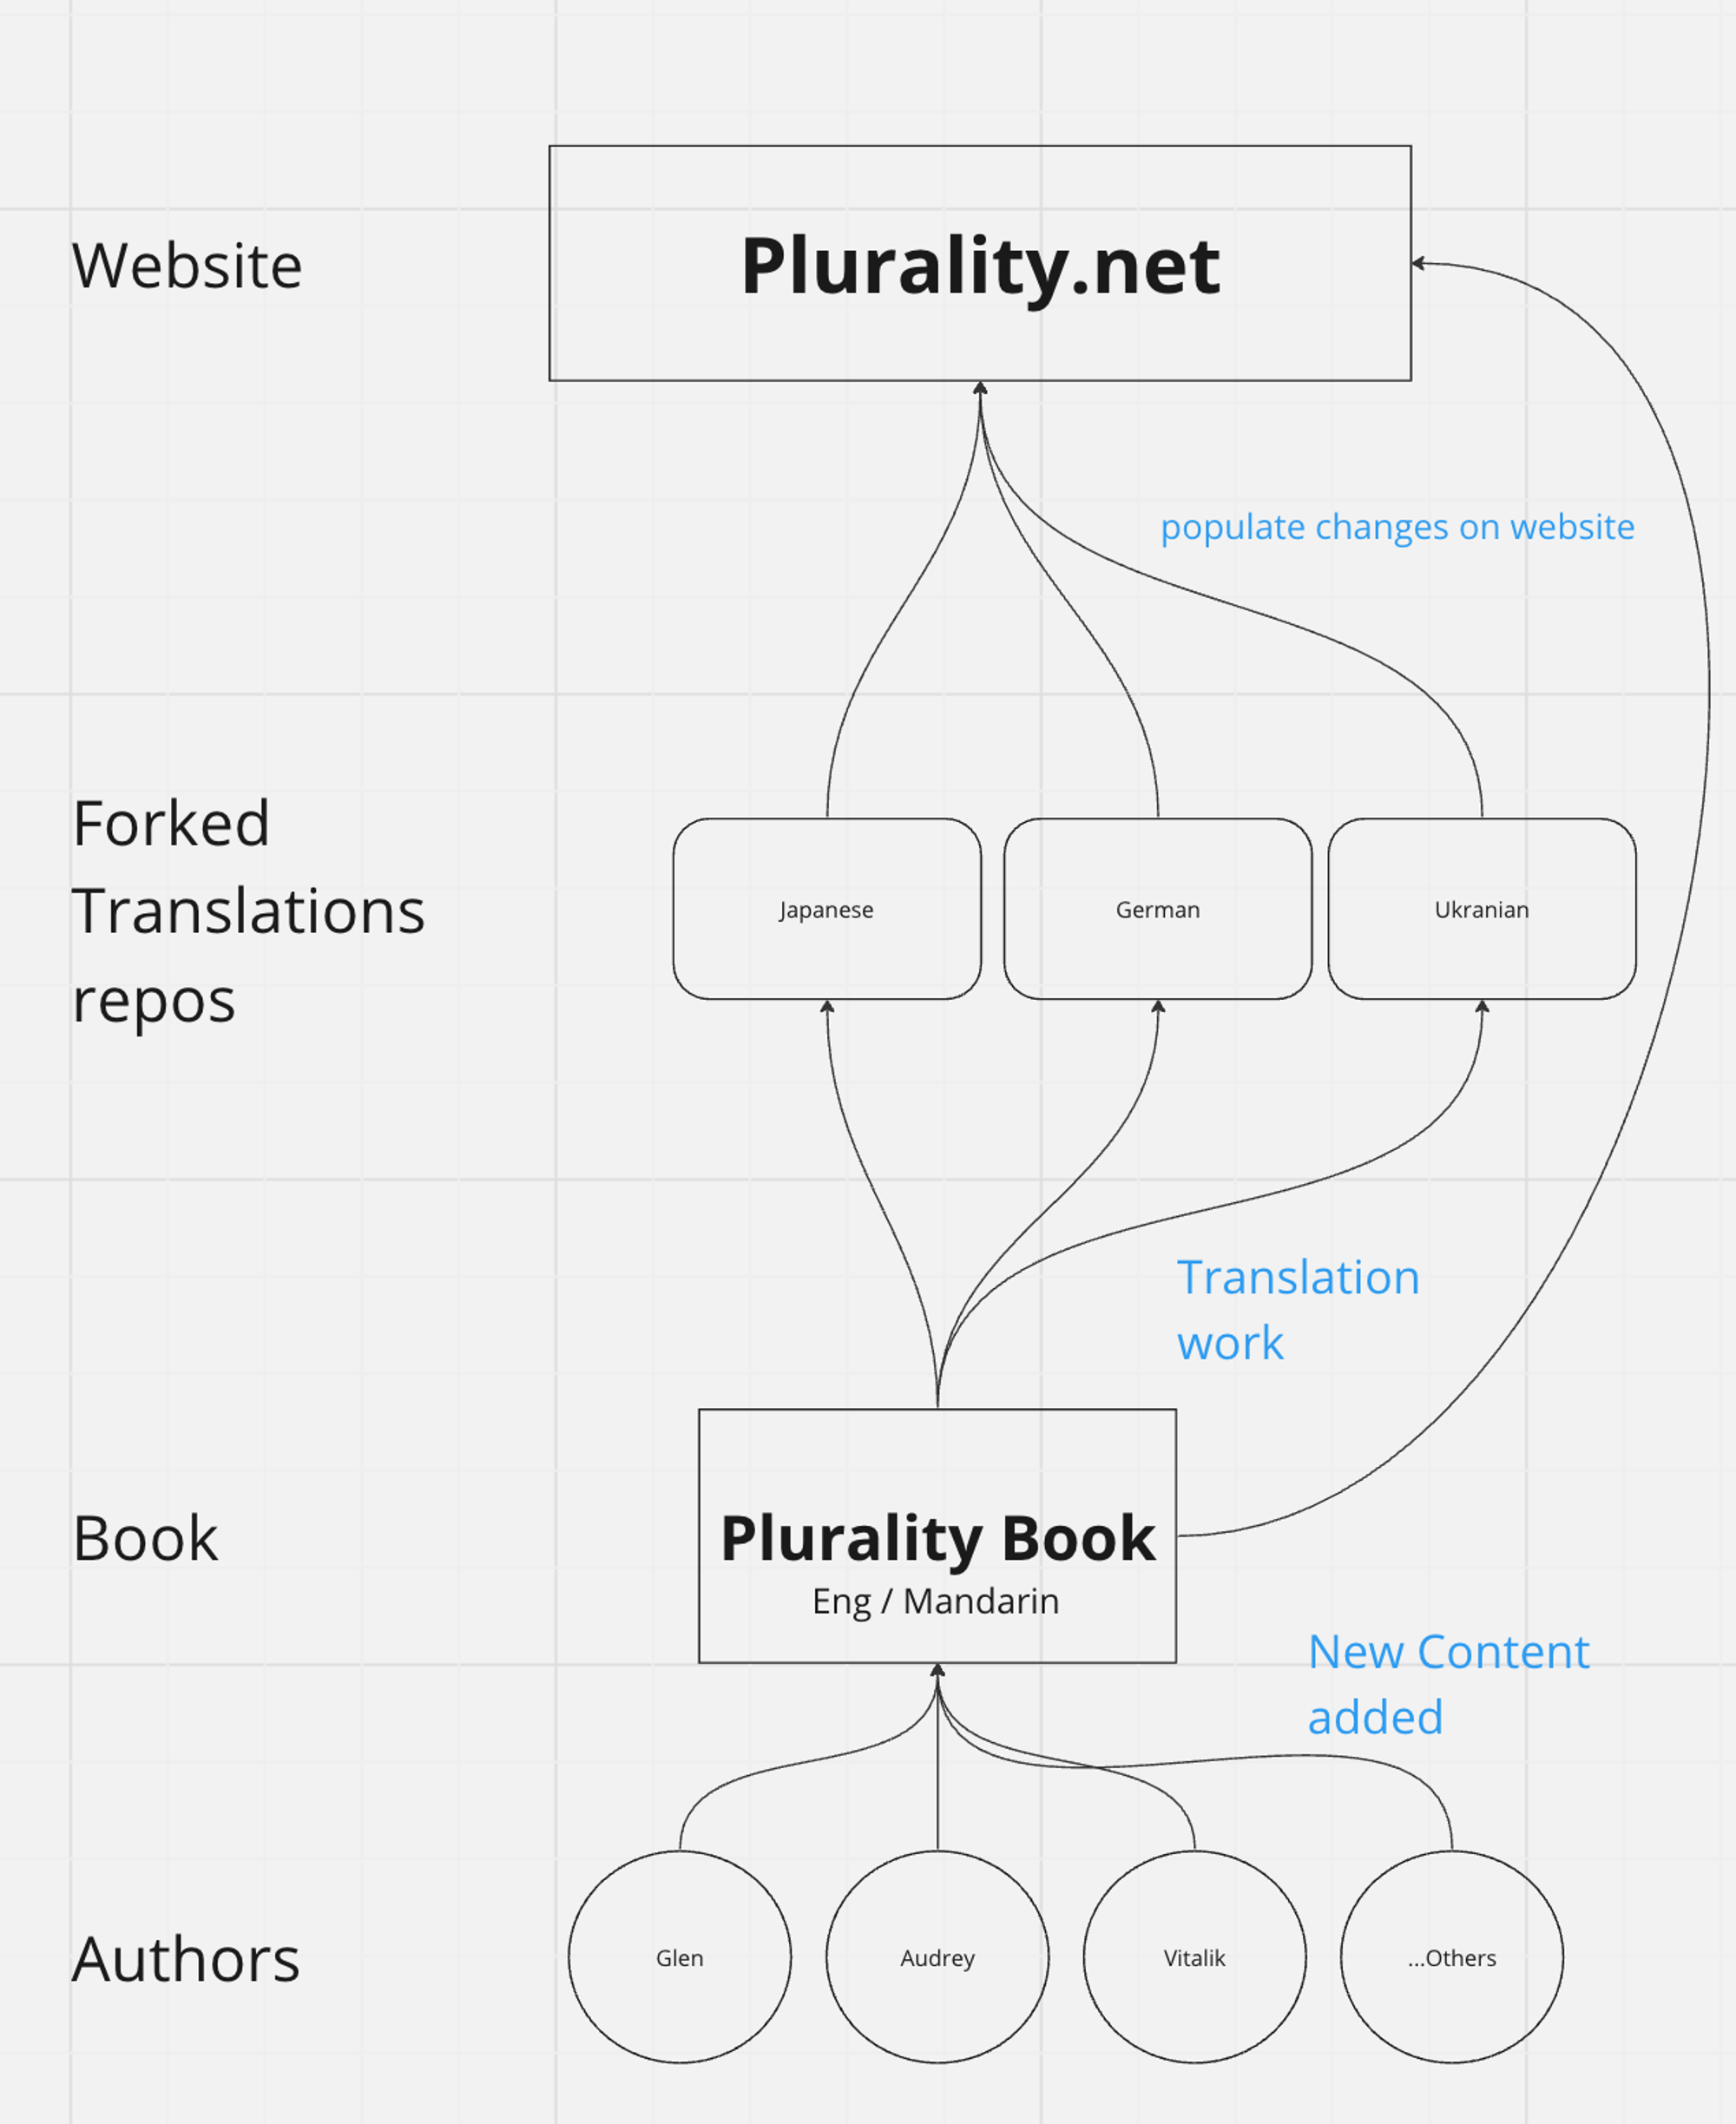 Website
Plurality.net
populate changes on website
Forked
Translations
repos
Japanese
German
Ukranian
Translation
work
Book
Plurality Book
Eng / Mandarin
New Content
added
Authors
Glen
Audrey
Vitalik
...Others